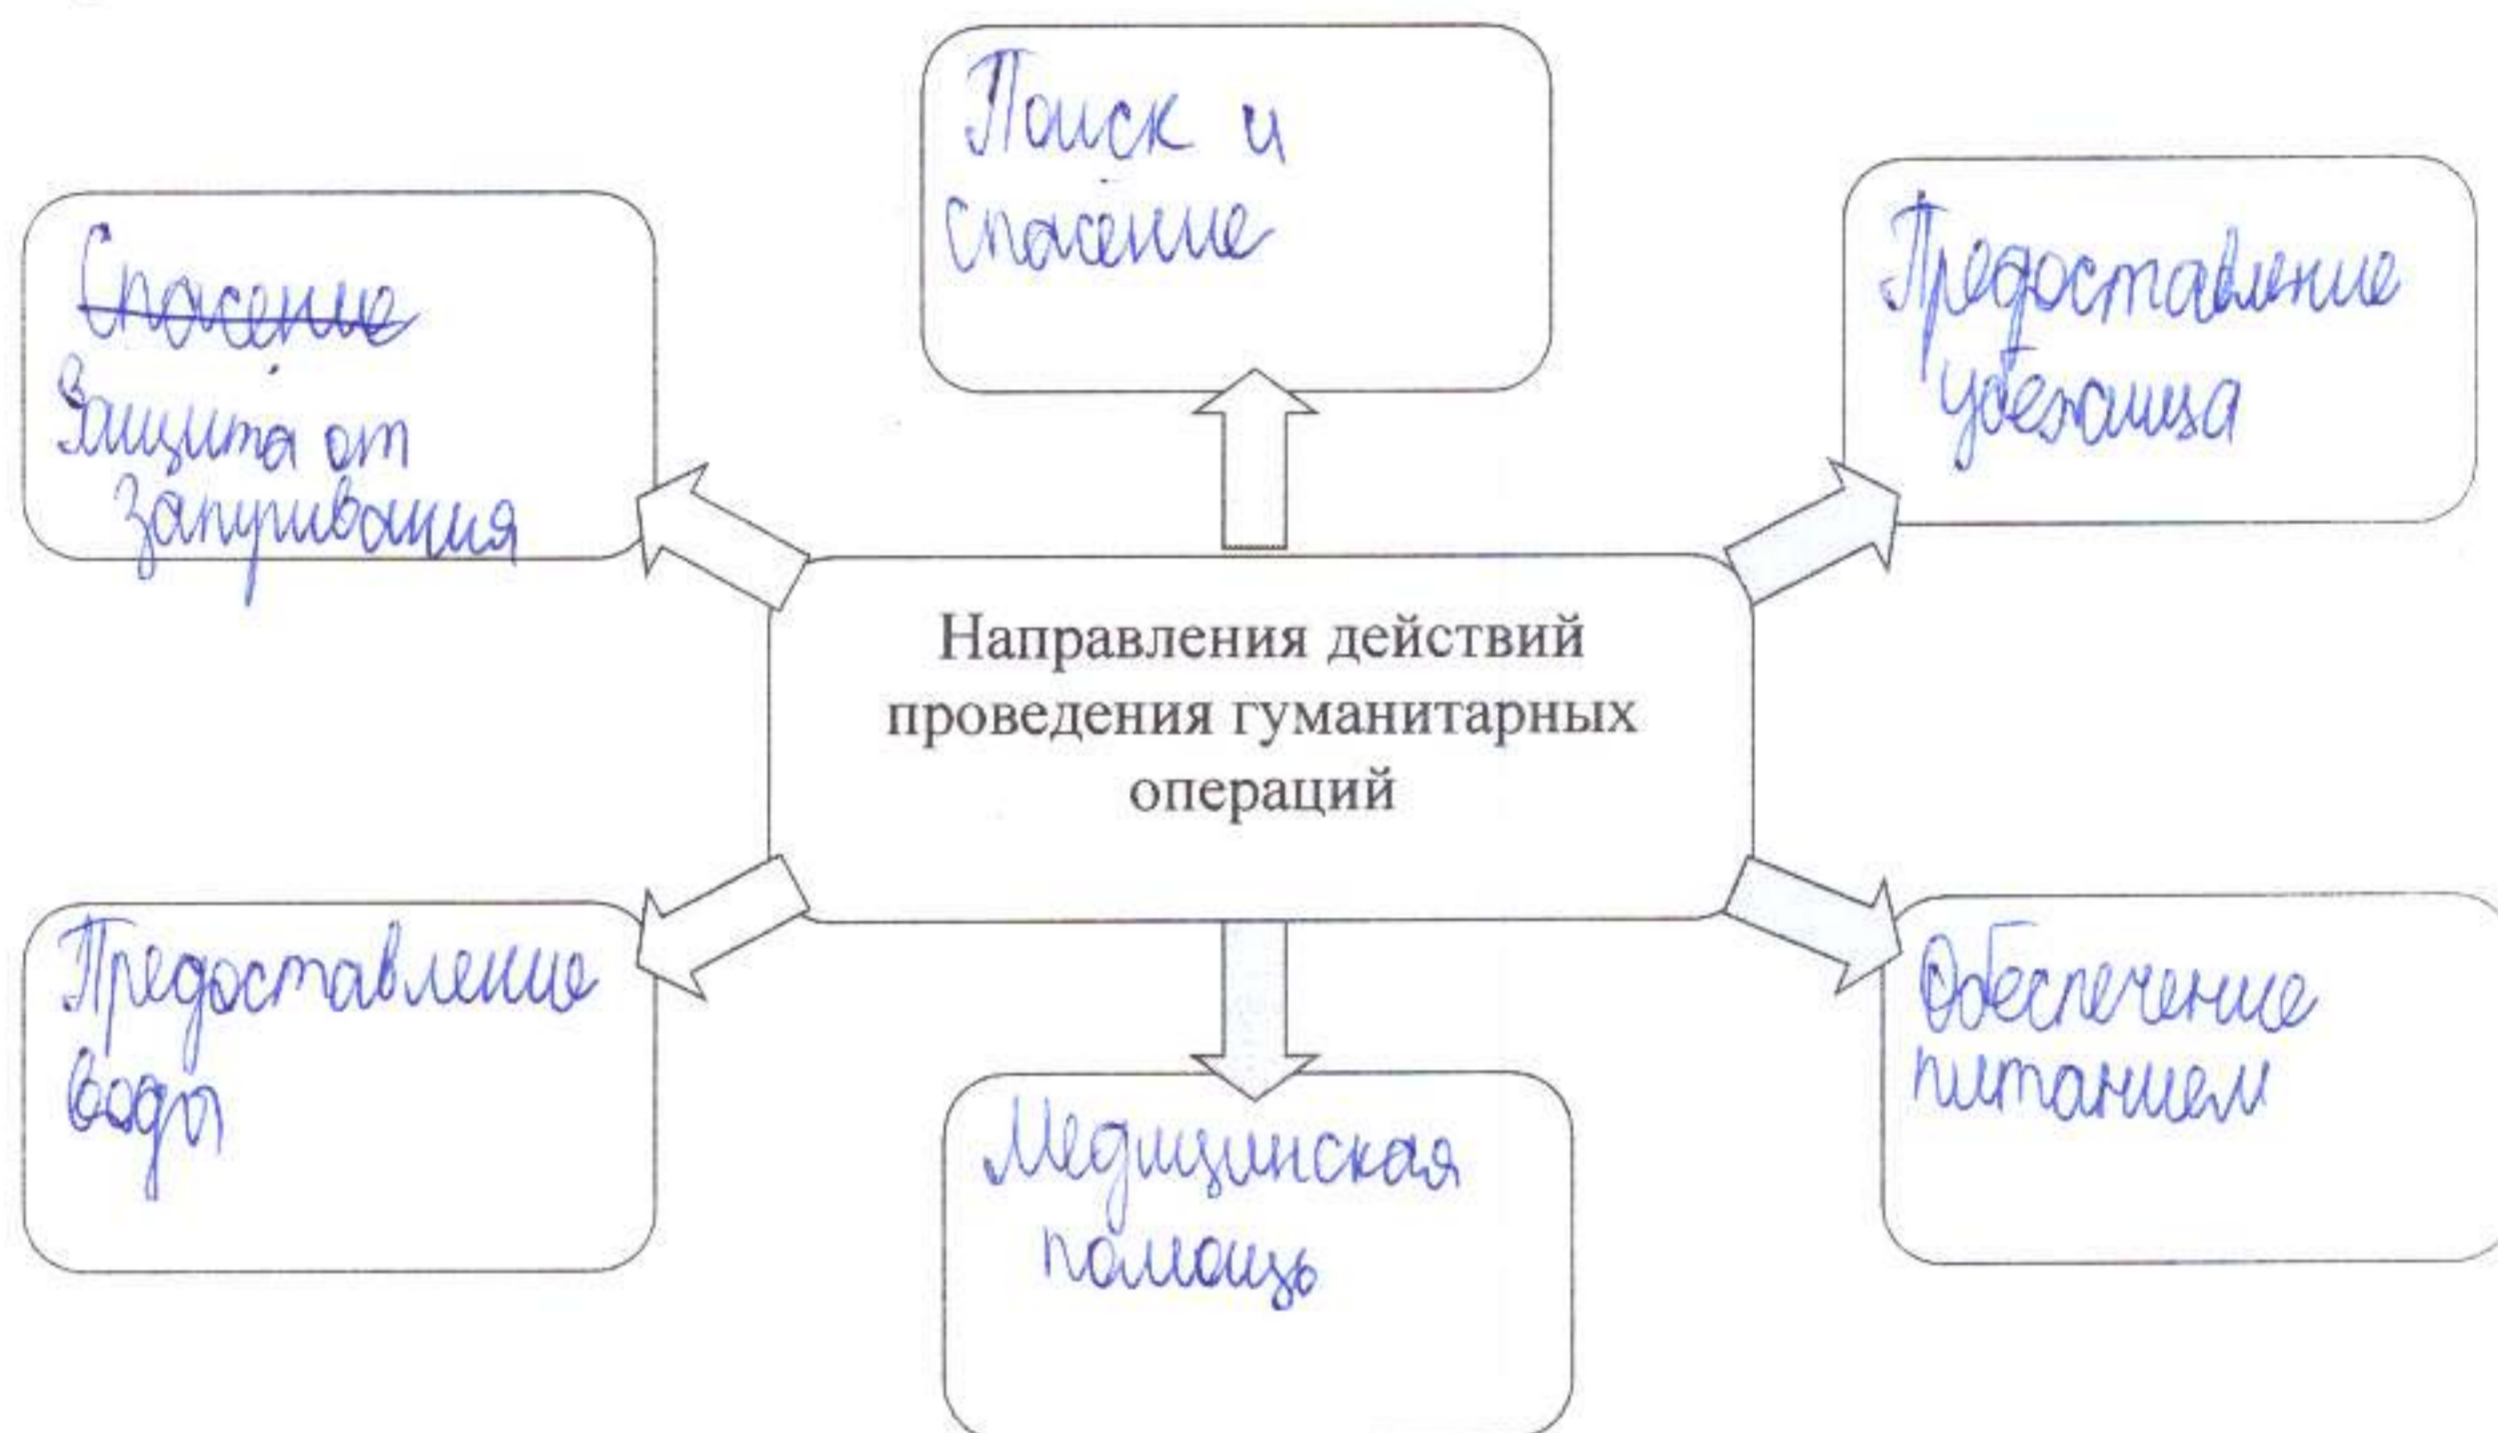 Поиск и
спасение
Спасение
Защита от
запугивания
Предоставление
убежища
Направления действий
проведения гуманитарных
операций
Предоставление
воды
Обеспечение
питанием
Медицинская
помощь